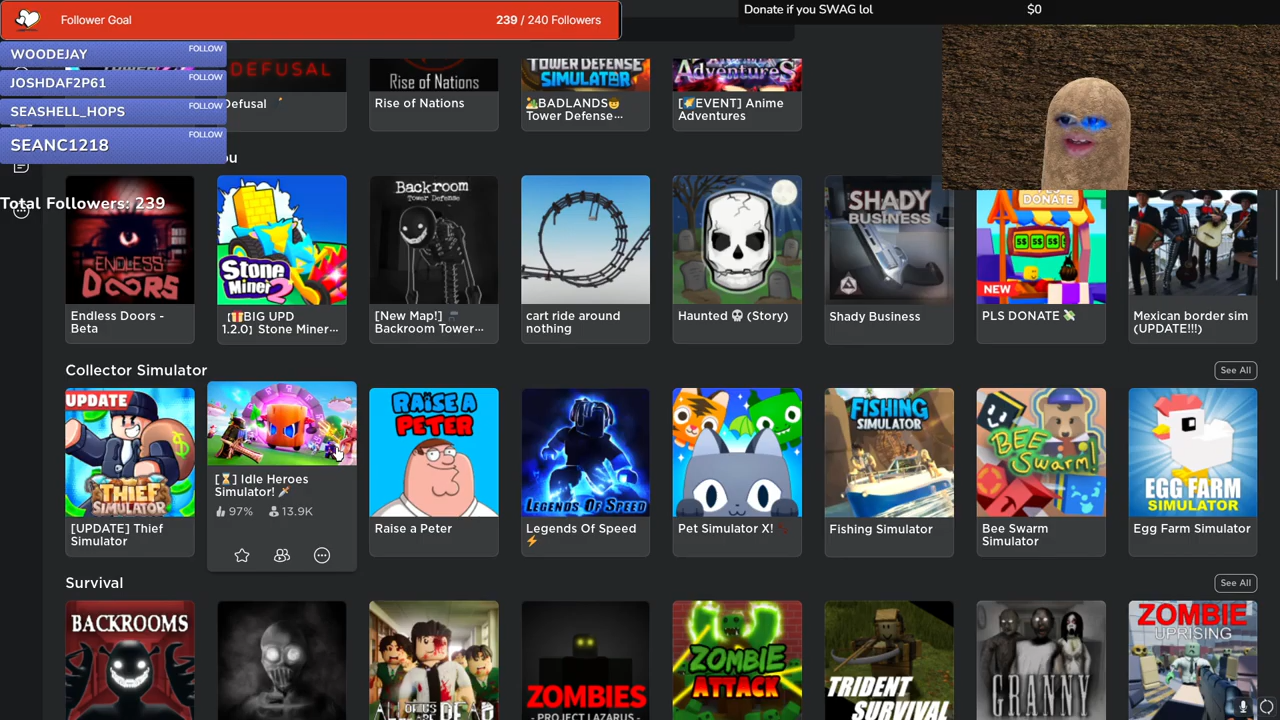 Follower Goal
239 / 240 Followers
Donate if you SWAG lol
$0
WOODEJAY
FOLLOW
JOSHDAF2P61
FOLLOW
SEASHELL_HOPS
FOLLOW
SEANC1218
FOLLOW
Total Followers: 239
DEFUSAL
Defusal
Rise of Nations
Rise of Nations
TOWER DEFENSE
SIMULATOR
BADLANDS
Tower Defense...
ADVENTURES
[EVENT] Anime
Adventures
ENDLESS
DOORS
Endless Doors -
Beta
Stone
Miner 2
[BIG UPD
1.2.0] Stone Miner...
Backroom
Tower Defense
[New Map!]
Backroom Tower...
cart ride around
nothing
Haunted 💀 (Story)
SHADY
BUSINESS
Shady Business
DONATE
5$ 5$ 5$
NEW
PLS DONATE 💸
Mexican border sim
(UPDATE!!!)
Collector Simulator
See All
UPDATE
THIEF
SIMULATOR
[UPDATE] Thief
Simulator
[⏳] Idle Heroes
Simulator! 🗡️
97%
13.9K
RAISE A
PETER
Raise a Peter
LEGENDS OF SPEED
Legends Of Speed
⚡
Pet Simulator X!
FISHING
SIMULATOR
Fishing Simulator
BEE
SWARM!
Bee Swarm
Simulator
EGG FARM
SIMULATOR
Egg Farm Simulator
Survival
See All
BACKROOMS
ZOMBIES
- PROJECT LAZARUS -
ZOMBIE
ATTACK
TRIDENT
SURVIVAL
GRANNY
ZOMBIE
UPRISING